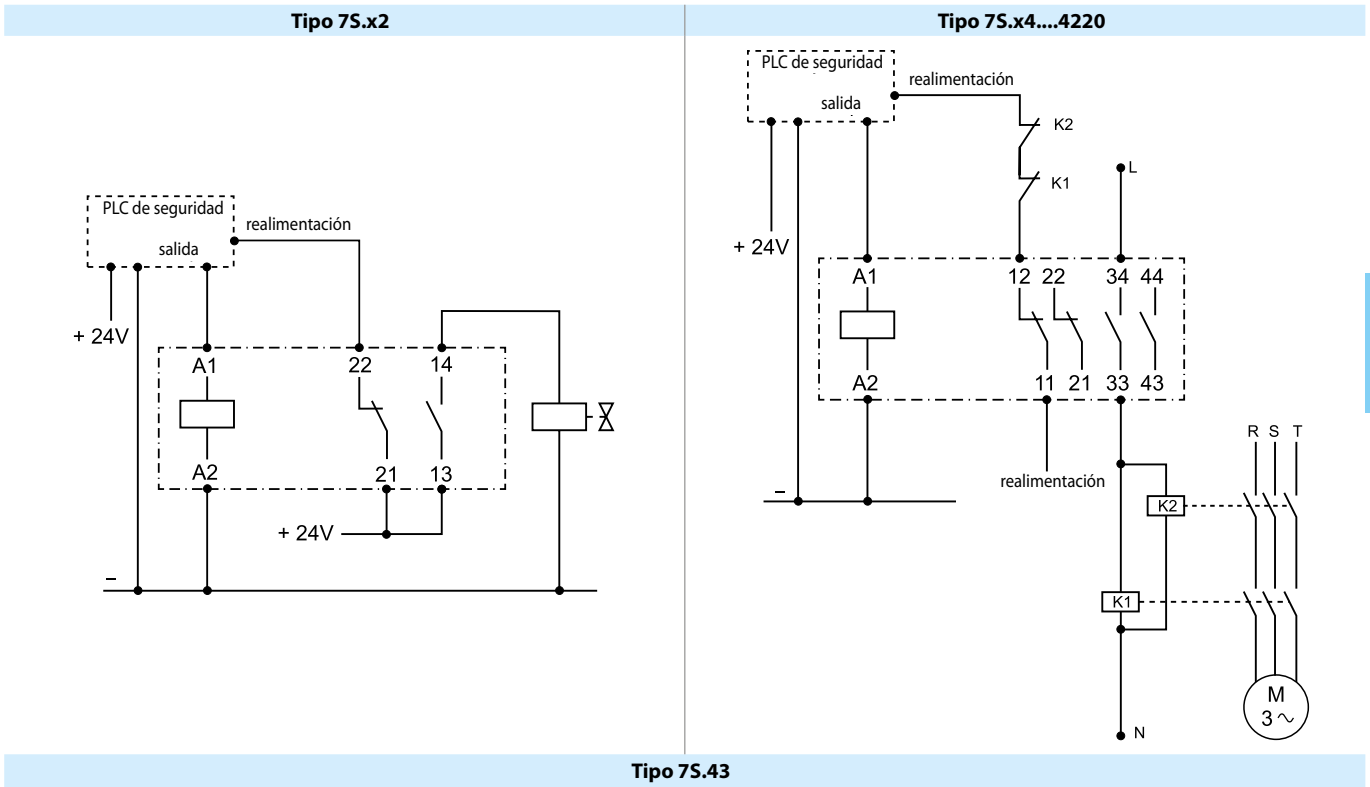 Tipo 7S.x2
Tipo 7S.x4....4220
PLC de seguridad
salida
realimentación
+ 24V
A1
22
14
A2
21
13
+ 24V
–
PLC de seguridad
salida
realimentación
K2
K1
L
+ 24V
A1
12 22 34 44
A2
11 21 33 43
–
realimentación
R S T
K2
K1
M
3 ~
N
Tipo 7S.43